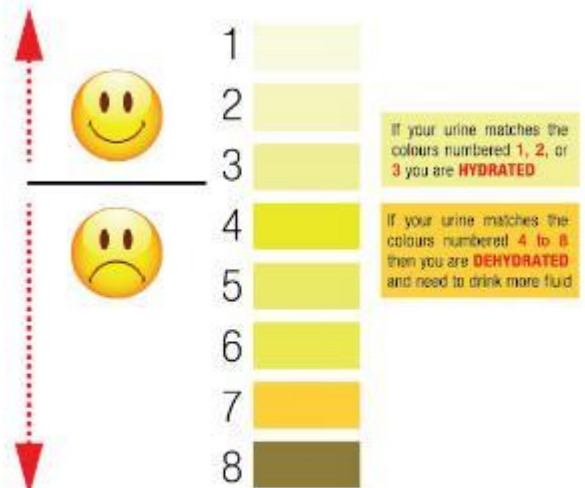 1
2
3
4
5
6
7
8
If your urine matches the
colours numbered 1, 2, or
3 you are HYDRATED
If your urine matches the
colours numbered 4 to 8
then you are DEHYDRATED
and need to drink more fluid